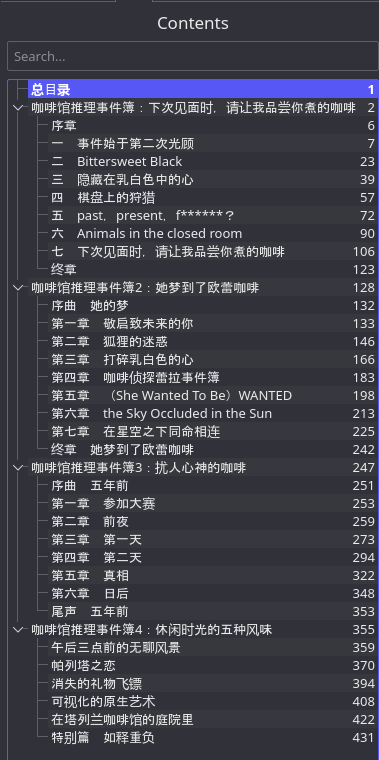 Contents
Search...
总目录 1
咖啡馆推理事件簿：下次见面时，请让我品尝你煮的咖啡 2
序章 6
一 事件始于第二次光顾 7
二 Bittersweet Black 23
三 隐藏在乳白色中的心 39
四 棋盘上的狩猎 57
五 past，present，f******？ 72
六 Animals in the closed room 90
七 下次见面时，请让我品尝你煮的咖啡 106
终章 123
咖啡馆推理事件簿2：她梦到了欧蕾咖啡 128
序曲 她的梦 132
第一章 敬启致未来的你 133
第二章 狐狸的迷惑 146
第三章 打碎乳白色的心 166
第四章 咖啡侦探蕾拉事件簿 183
第五章 （She Wanted To Be）WANTED 198
第六章 the Sky Occluded in the Sun 213
第七章 在星空之下同命相连 225
终章 她梦到了欧蕾咖啡 242
咖啡馆推理事件簿3：扰人心神的咖啡 247
序曲 五年前 251
第一章 参加大赛 253
第二章 前夜 259
第三章 第一天 273
第四章 第二天 294
第五章 真相 322
第六章 日后 348
尾声 五年前 353
咖啡馆推理事件簿4：休闲时光的五种风味 355
午后三点前的无聊风景 359
帕列塔之恋 370
消失的礼物飞镖 394
可视化的原生艺术 408
在塔列兰咖啡馆的庭院里 422
特别篇 如释重负 431